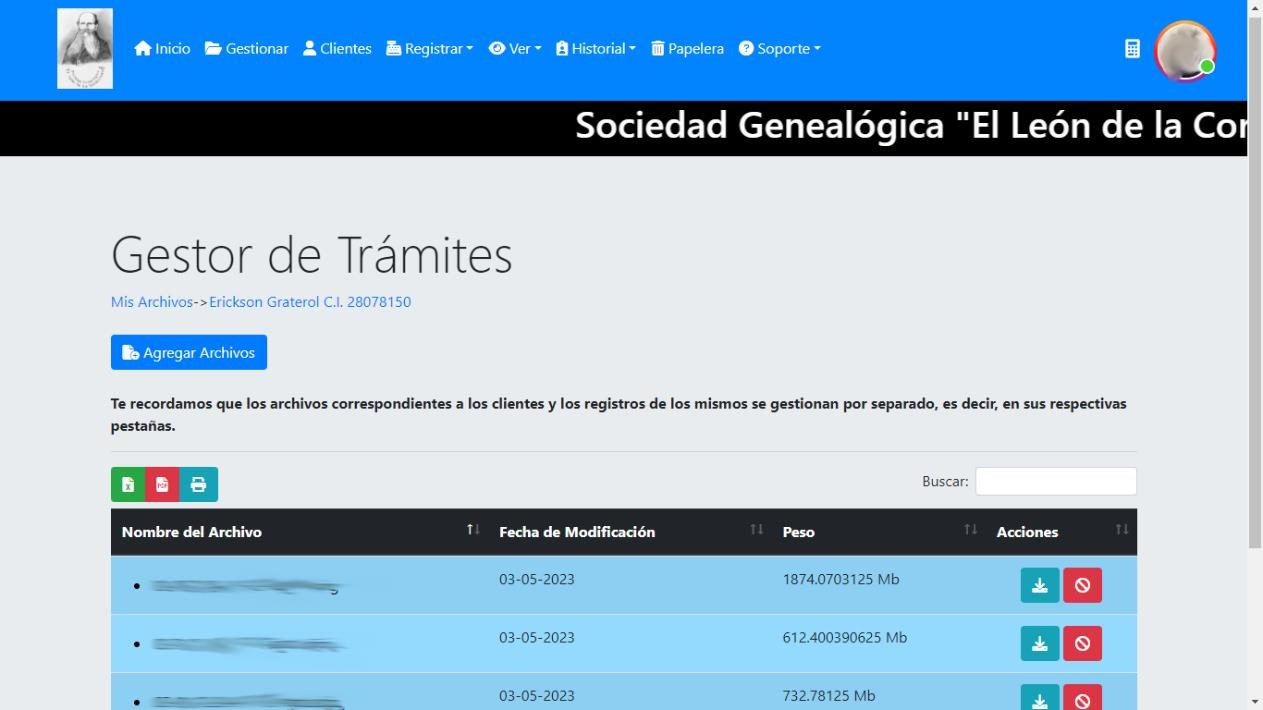 Inicio Gestionar Clientes Registrar Ver Historial Papelera Soporte
Sociedad Genealógica "El León de la Cor
Gestor de Trámites
Mis Archivos->Erickson Graterol C.I. 28078150
Agregar Archivos
Te recordamos que los archivos correspondientes a los clientes y los registros de los mismos se gestionan por separado, es decir, en sus respectivas
pestañas.
Buscar:
Nombre del Archivo Fecha de Modificación Peso Acciones
03-05-2023 1874.0703125 Mb
03-05-2023 612.400390625 Mb
03-05-2023 732.78125 Mb